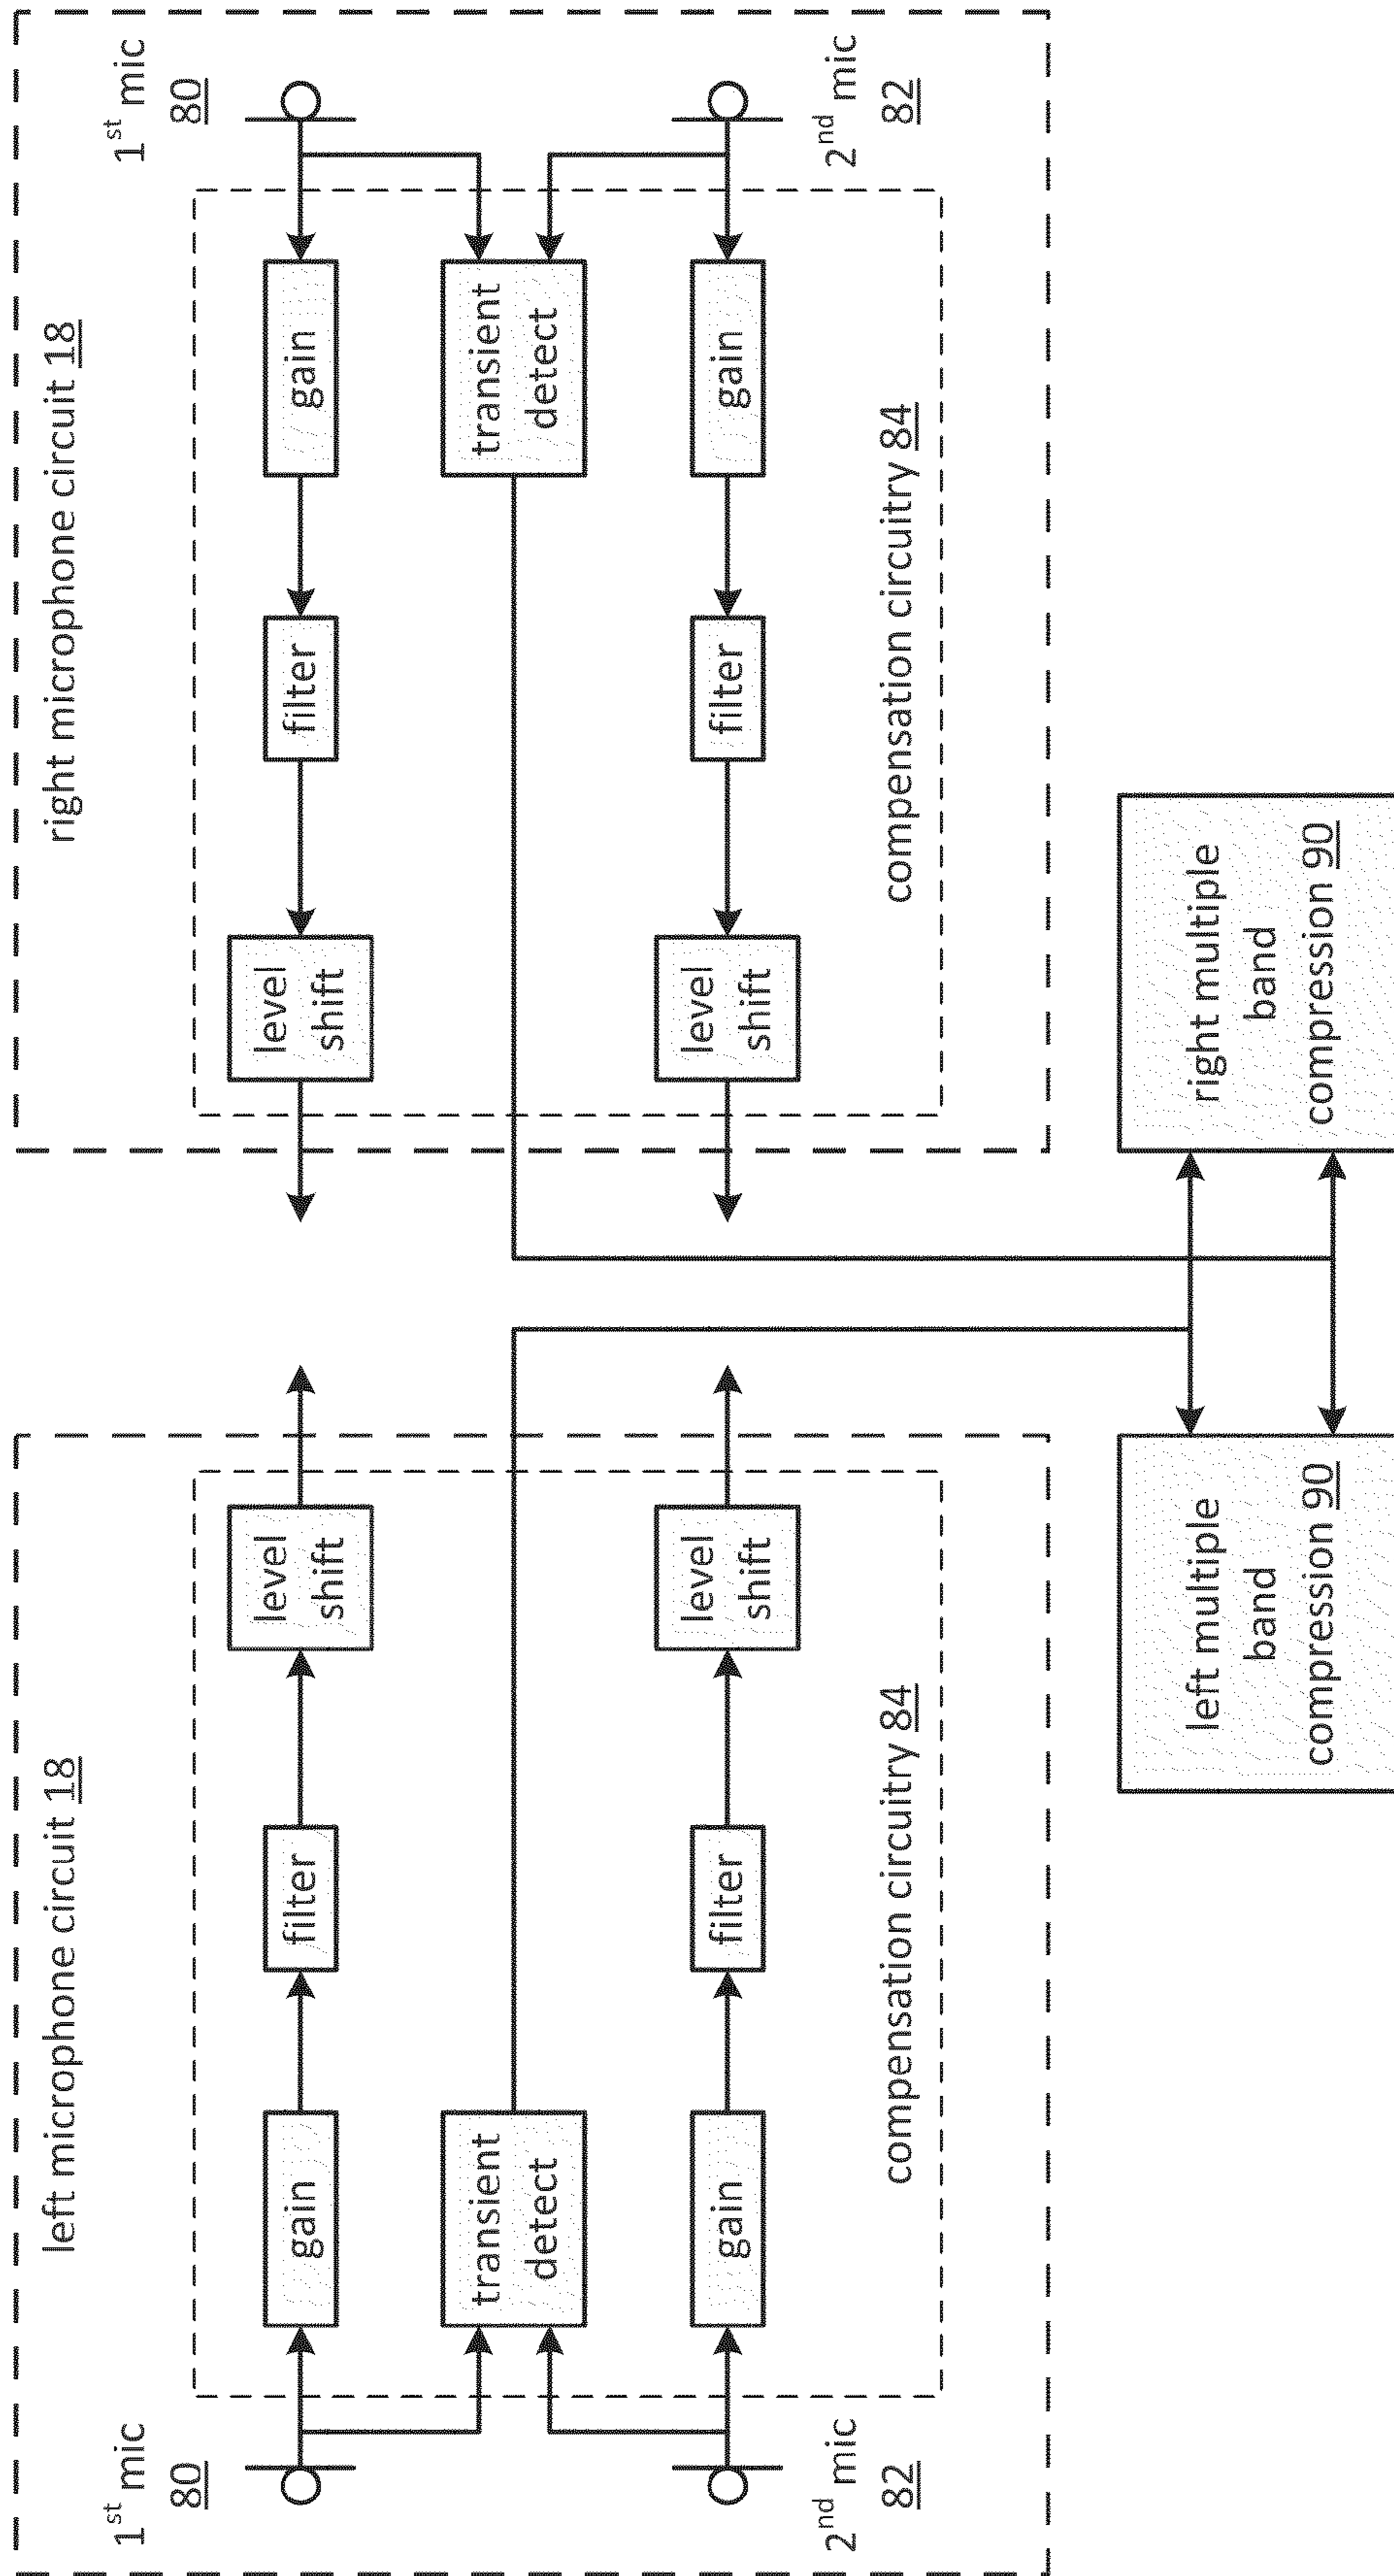 left microphone circuit 18
1st mic
80
gain
filter
level
shift
transient
detect
gain
filter
level
shift
2nd mic
82
compensation circuitry 84
right microphone circuit 18
1st mic
80
level
shift
filter
gain
transient
detect
level
shift
filter
gain
2nd mic
82
compensation circuitry 84
left multiple
band
compression 90
right multiple
band
compression 90